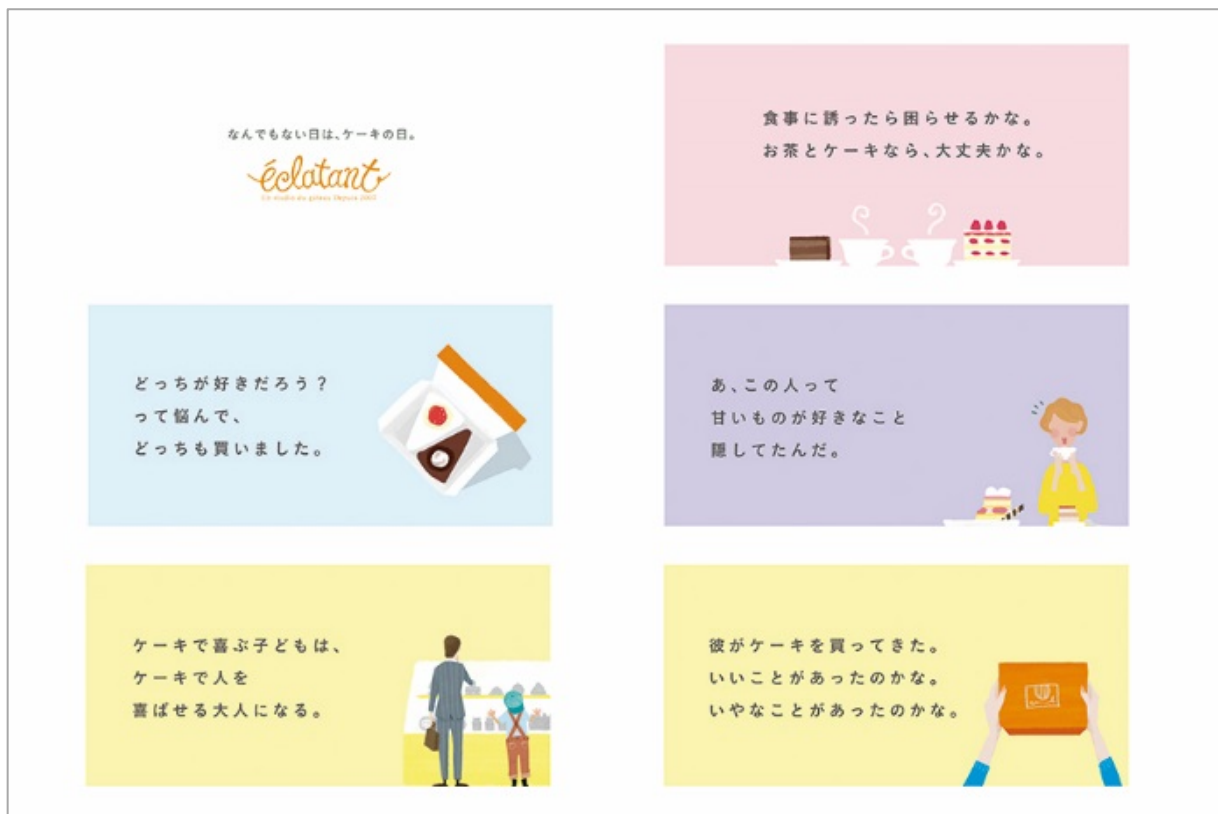 なんでもない日は、ケーキの日。
éclatant
食事に誘ったら困らせるかな。
お茶とケーキなら、大丈夫かな。
どっちが好きだろう？
って悩んで、
どっちも買いました。
あ、この人って
甘いものが好きなこと
隠してたんだ。
ケーキで喜ぶ子どもは、
ケーキで人を
喜ばせる大人になる。
彼がケーキを買ってきた。
いいことがあったのかな。
いやなことがあったのかな。